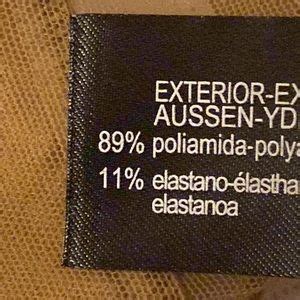 EXTERIOR-EX
AUSSEN-YD
89% poliamida-polya
11% elastano-élastha
elastanoa